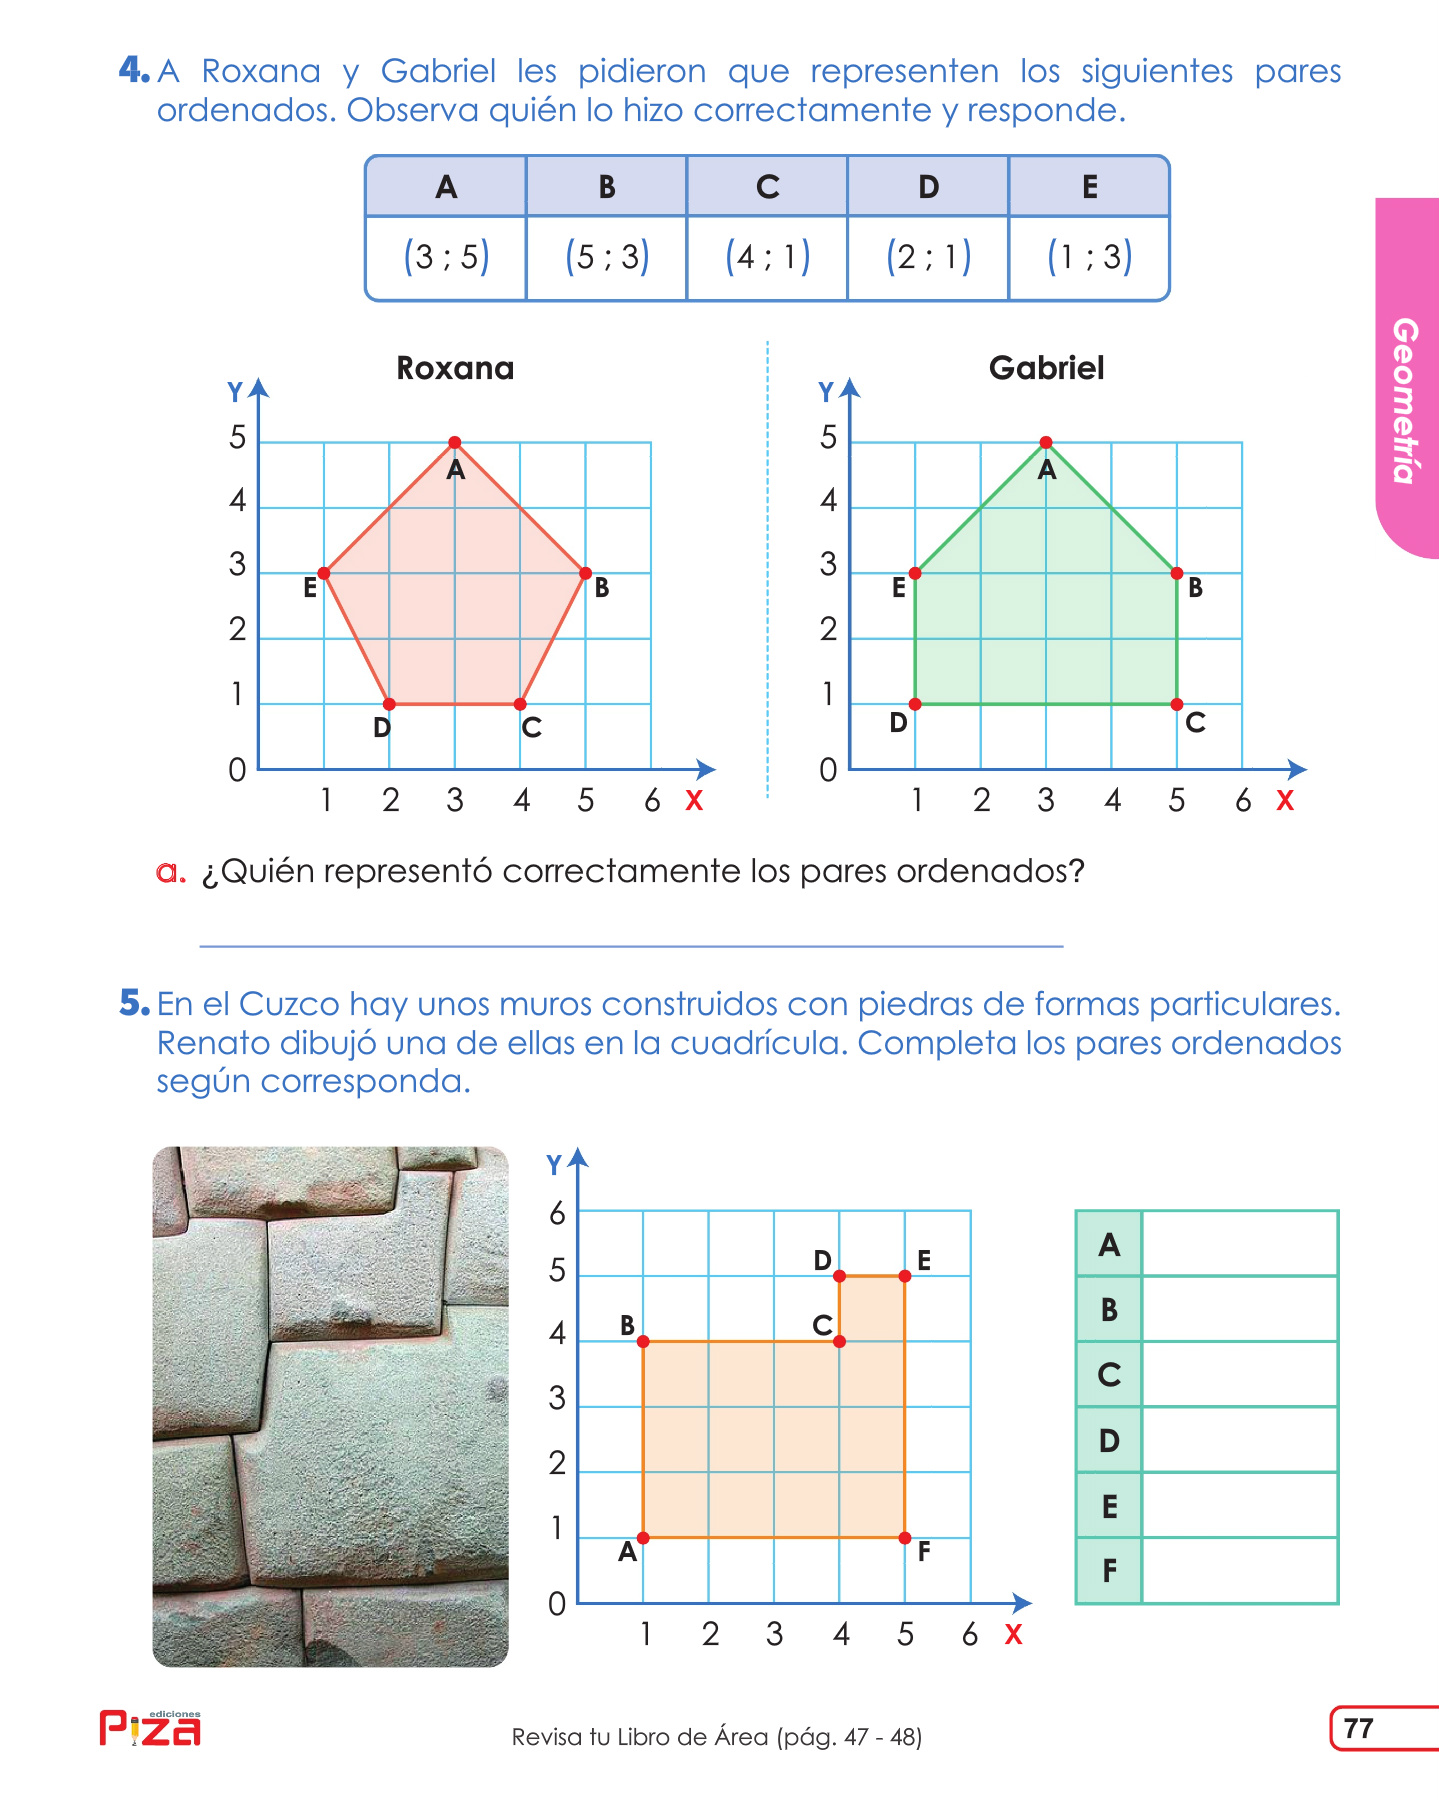 4. A Roxana y Gabriel les pidieron que representen los siguientes pares
ordenados. Observa quién lo hizo correctamente y responde.
A B C D E
(3 ; 5) (5 ; 3) (4 ; 1) (2 ; 1) (1 ; 3)
Geometría
Roxana
Y
5
4
3
2
1
0
1 2 3 4 5 6 X
A
E
B
D
C
Gabriel
Y
5
4
3
2
1
0
1 2 3 4 5 6 X
A
E
B
D
C
a. ¿Quién representó correctamente los pares ordenados?
5. En el Cuzco hay unos muros construidos con piedras de formas particulares.
Renato dibujó una de ellas en la cuadrícula. Completa los pares ordenados
según corresponda.
Y
6
5
4
3
2
1
0
1 2 3 4 5 6 X
D E
B C
A F
A
B
C
D
E
F
ediciones
Piza
Revisa tu Libro de Área (pág. 47 - 48)
77